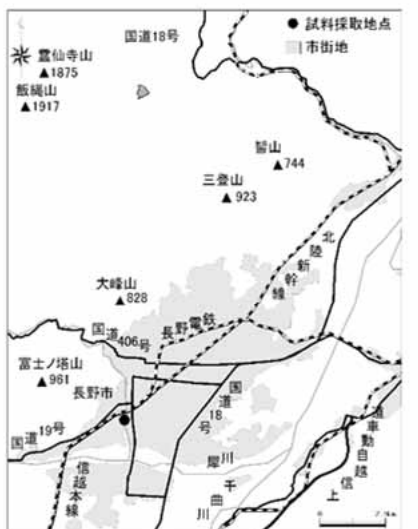 国道18号
● 試料採取地点
市街地
霊仙寺山
▲1875
飯縄山
▲1917
髻山
▲744
三登山
▲923
北陸新幹線
大峰山
▲828
長野電鉄
国道406号
富士ノ塔山
▲961
長野市
国道18号
国道19号
犀川
千曲川
信越本線
上信越自動車道
0